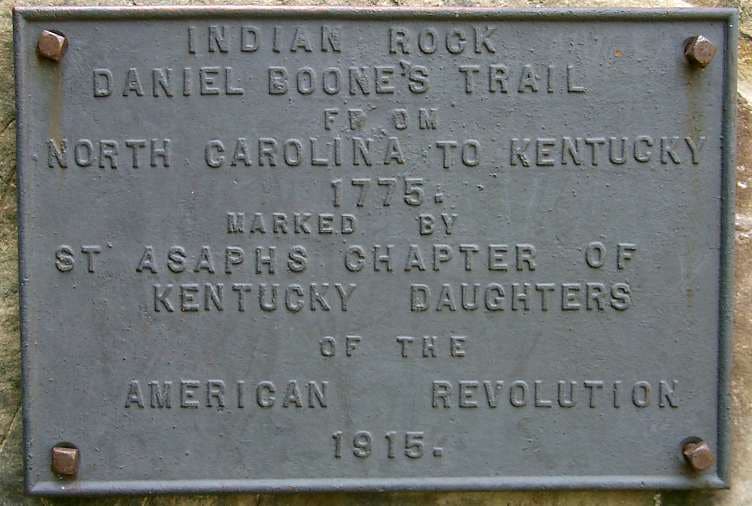 INDIAN ROCK
DANIEL BOONE'S TRAIL
FROM
NORTH CAROLINA TO KENTUCKY
1775.
MARKED BY
ST ASAPHS CHAPTER OF
KENTUCKY DAUGHTERS
OF THE
AMERICAN REVOLUTION
1915.